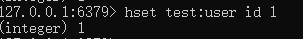 127.0.0.1:6379> hset test:user id 1
(integer) 1